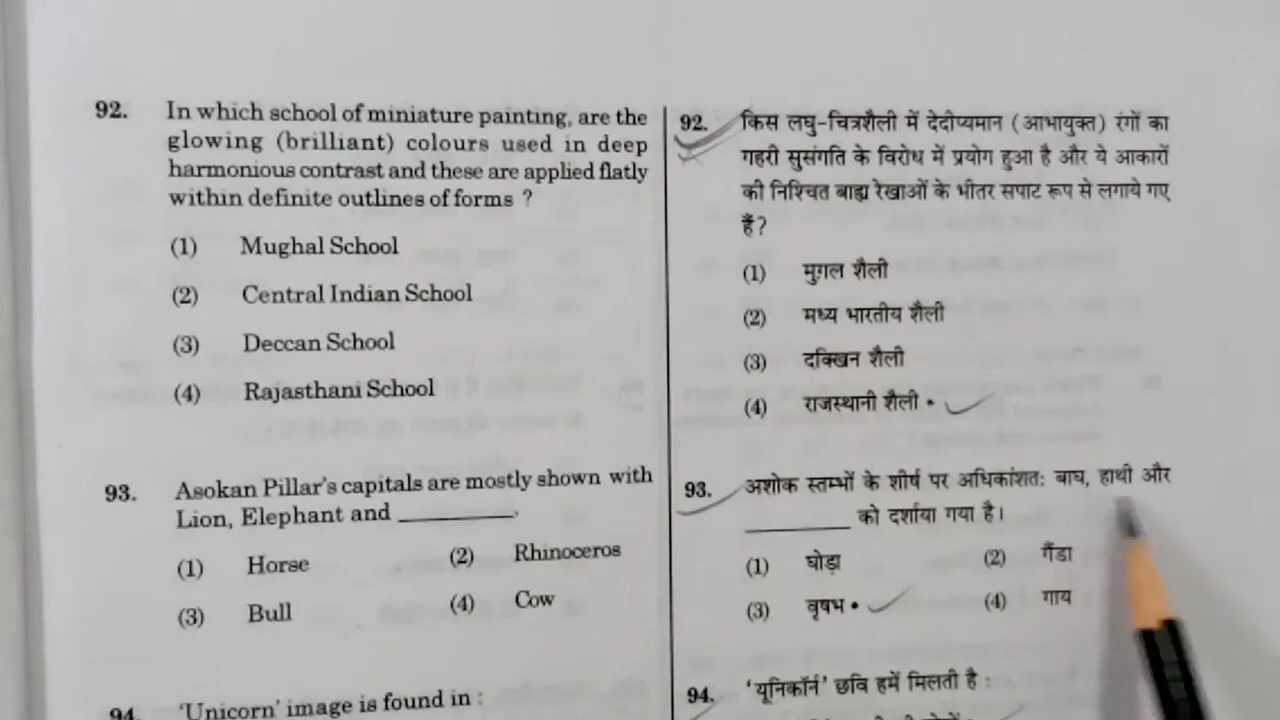 92. In which school of miniature painting, are the
glowing (brilliant) colours used in deep
harmonious contrast and these are applied flatly
within definite outlines of forms ?
(1) Mughal School
(2) Central Indian School
(3) Deccan School
(4) Rajasthani School
93. Asokan Pillar's capitals are mostly shown with
Lion, Elephant and __________.
(1) Horse (2) Rhinoceros
(3) Bull (4) Cow
94. 'Unicorn' image is found in :
92. किस लघु-चित्रशैली में देदीप्यमान (आभायुक्त) रंगों का
गहरी सुसंगति के विरोध में प्रयोग हुआ है और ये आकारों
की निश्चित बाह्य रेखाओं के भीतर सपाट रूप से लगाये गए
हैं?
(1) मुग़ल शैली
(2) मध्य भारतीय शैली
(3) दक्खिन शैली
(4) राजस्थानी शैली
93. अशोक स्तम्भों के शीर्ष पर अधिकांशतः बाघ, हाथी और
__________ को दर्शाया गया है।
(1) घोड़ा (2) गैंडा
(3) वृषभ (4) गाय
94. 'यूनिकॉर्न' छवि हमें मिलती है :